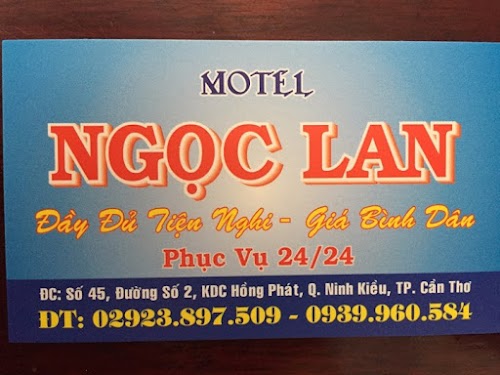 MOTEL
NGỌC LAN
Đầy Đủ Tiện Nghi - Giá Bình Dân
Phục Vụ 24/24
ĐC: Số 45, Đường Số 2, KDC Hồng Phát, Q. Ninh Kiều, TP. Cần Thơ
ĐT: 02923.897.509 - 0939.960.584